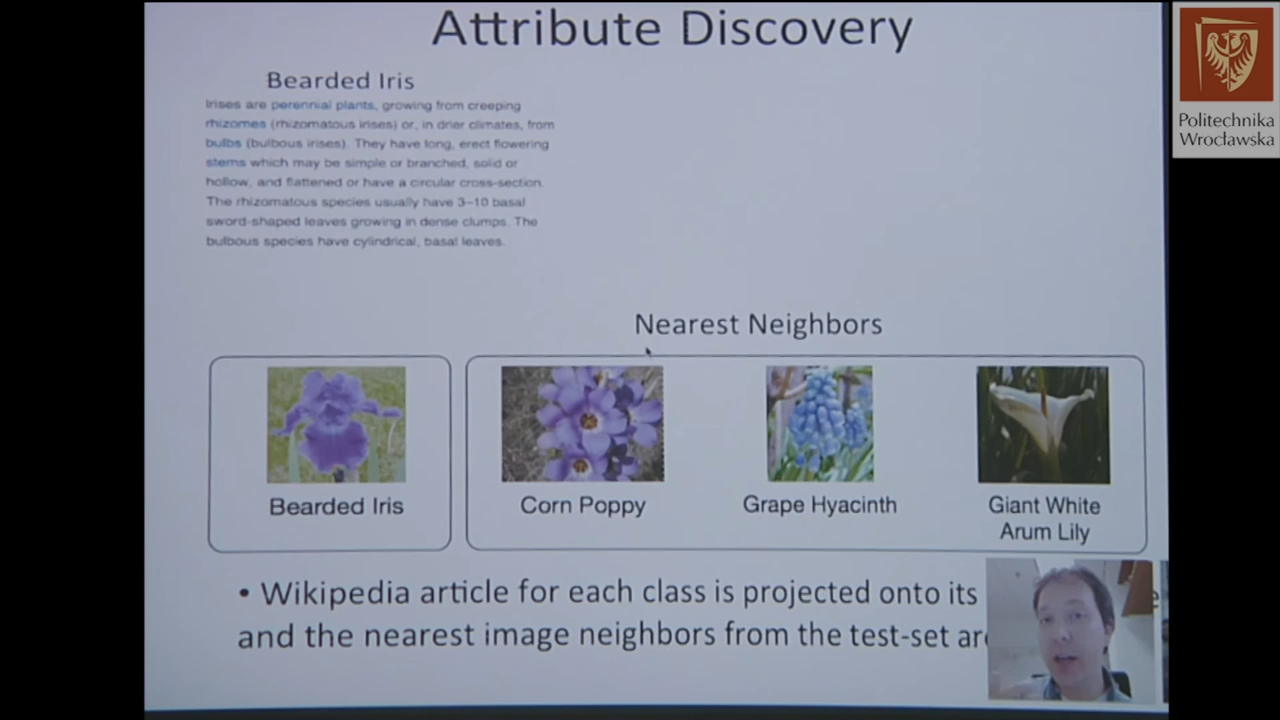 Attribute Discovery
Politechnika
Wrocławska
Bearded Iris
Irises are perennial plants, growing from creeping
rhizomes (rhizomatous irises) or, in drier climates, from
bulbs (bulbous irises). They have long, erect flowering
stems which may be simple or branched, solid or
hollow, and flattened or have a circular cross-section.
The rhizomatous species usually have 3–10 basal
sword-shaped leaves growing in dense clumps. The
bulbous species have cylindrical, basal leaves.
Nearest Neighbors
Bearded Iris
Corn Poppy
Grape Hyacinth
Giant White
Arum Lily
• Wikipedia article for each class is projected onto its
and the nearest image neighbors from the test-set